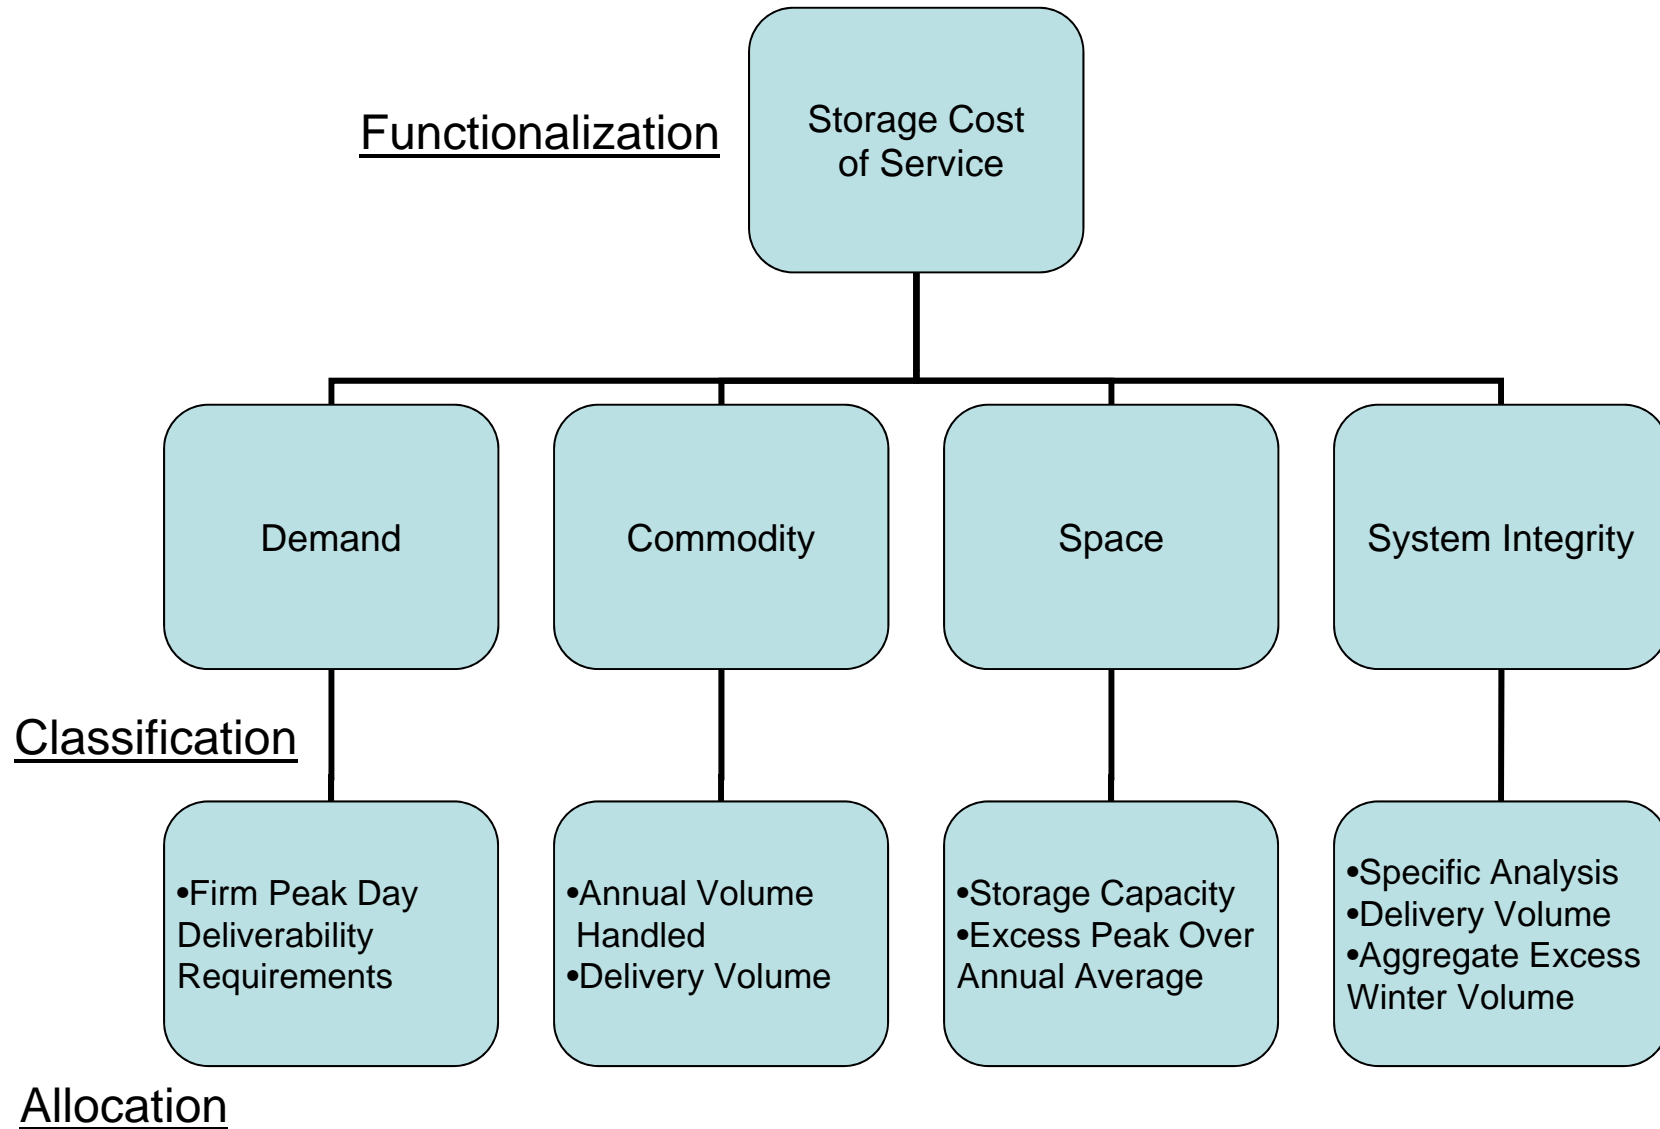 Functionalization
Storage Cost
of Service
Demand
Commodity
Space
System Integrity
Classification
•Firm Peak Day
Deliverability
Requirements
•Annual Volume
Handled
•Delivery Volume
•Storage Capacity
•Excess Peak Over
Annual Average
•Specific Analysis
•Delivery Volume
•Aggregate Excess
Winter Volume
Allocation